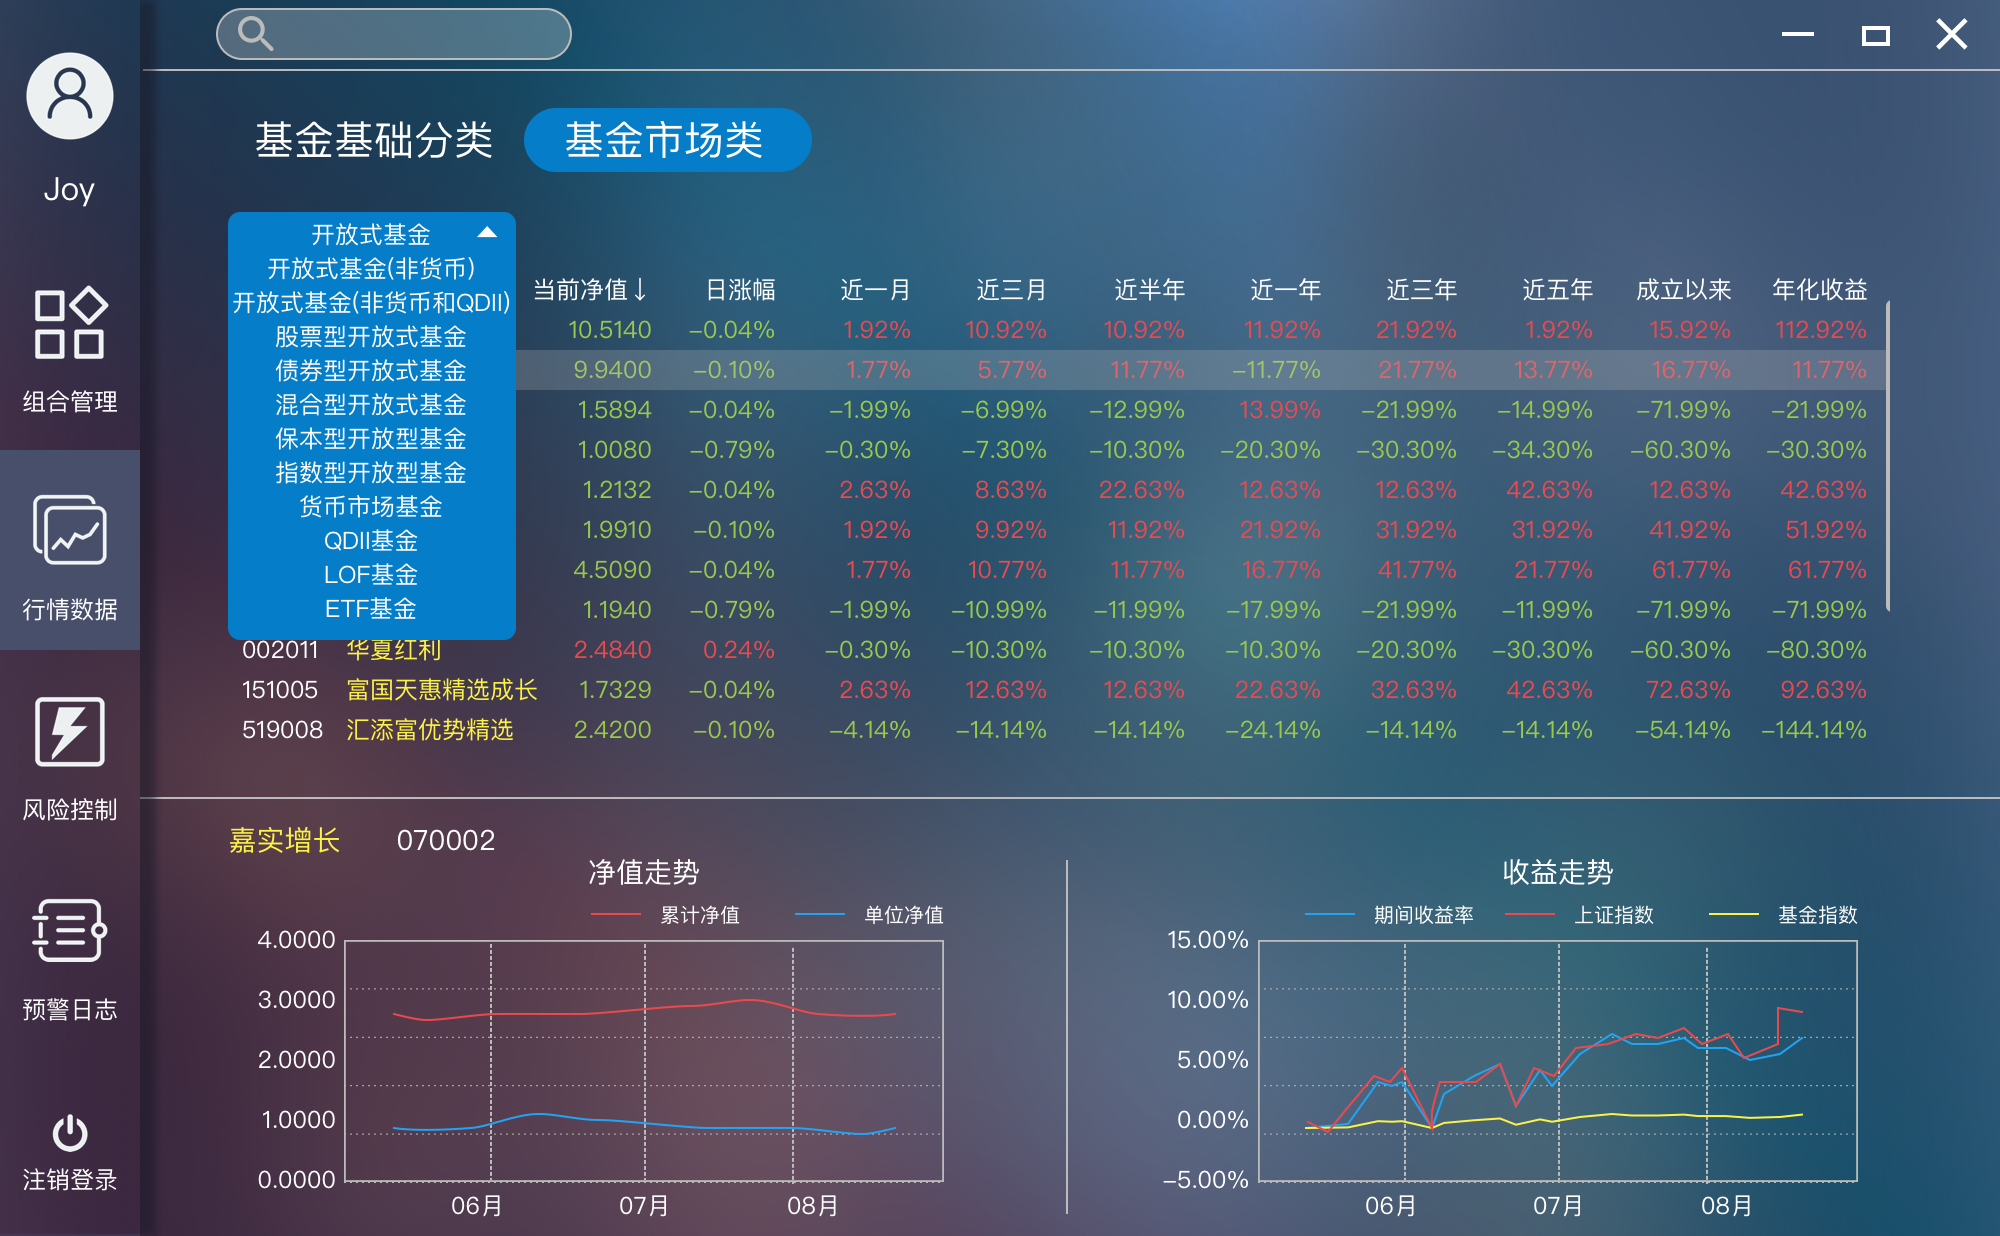 Joy
组合管理
行情数据
风险控制
预警日志
注销登录
基金基础分类 基金市场类
开放式基金
开放式基金(非货币)
开放式基金(非货币和QDII)
股票型开放式基金
债券型开放式基金
混合型开放式基金
保本型开放型基金
指数型开放型基金
货币市场基金
QDII基金
LOF基金
ETF基金
当前净值↓ 日涨幅 近一月 近三月 近半年 近一年 近三年 近五年 成立以来 年化收益
10.5140 −0.04% 1.92% 10.92% 10.92% 11.92% 21.92% 1.92% 15.92% 112.92%
9.9400 −0.10% 1.77% 5.77% 11.77% −11.77% 21.77% 13.77% 16.77% 11.77%
1.5894 −0.04% −1.99% −6.99% −12.99% 13.99% −21.99% −14.99% −71.99% −21.99%
1.0080 −0.79% −0.30% −7.30% −10.30% −20.30% −30.30% −34.30% −60.30% −30.30%
1.2132 −0.04% 2.63% 8.63% 22.63% 12.63% 12.63% 42.63% 12.63% 42.63%
1.9910 −0.10% 1.92% 9.92% 11.92% 21.92% 31.92% 31.92% 41.92% 51.92%
4.5090 −0.04% 1.77% 10.77% 11.77% 16.77% 41.77% 21.77% 61.77% 61.77%
1.1940 −0.79% −1.99% −10.99% −11.99% −17.99% −21.99% −11.99% −71.99% −71.99%
002011 华夏红利 2.4840 0.24% −0.30% −10.30% −10.30% −10.30% −20.30% −30.30% −60.30% −80.30%
151005 富国天惠精选成长 1.7329 −0.04% 2.63% 12.63% 12.63% 22.63% 32.63% 42.63% 72.63% 92.63%
519008 汇添富优势精选 2.4200 −0.10% −4.14% −14.14% −14.14% −24.14% −14.14% −14.14% −54.14% −144.14%
嘉实增长 070002
净值走势
累计净值 单位净值
4.0000
3.0000
2.0000
1.0000
0.0000
06月 07月 08月
收益走势
期间收益率 上证指数 基金指数
15.00%
10.00%
5.00%
0.00%
−5.00%
06月 07月 08月